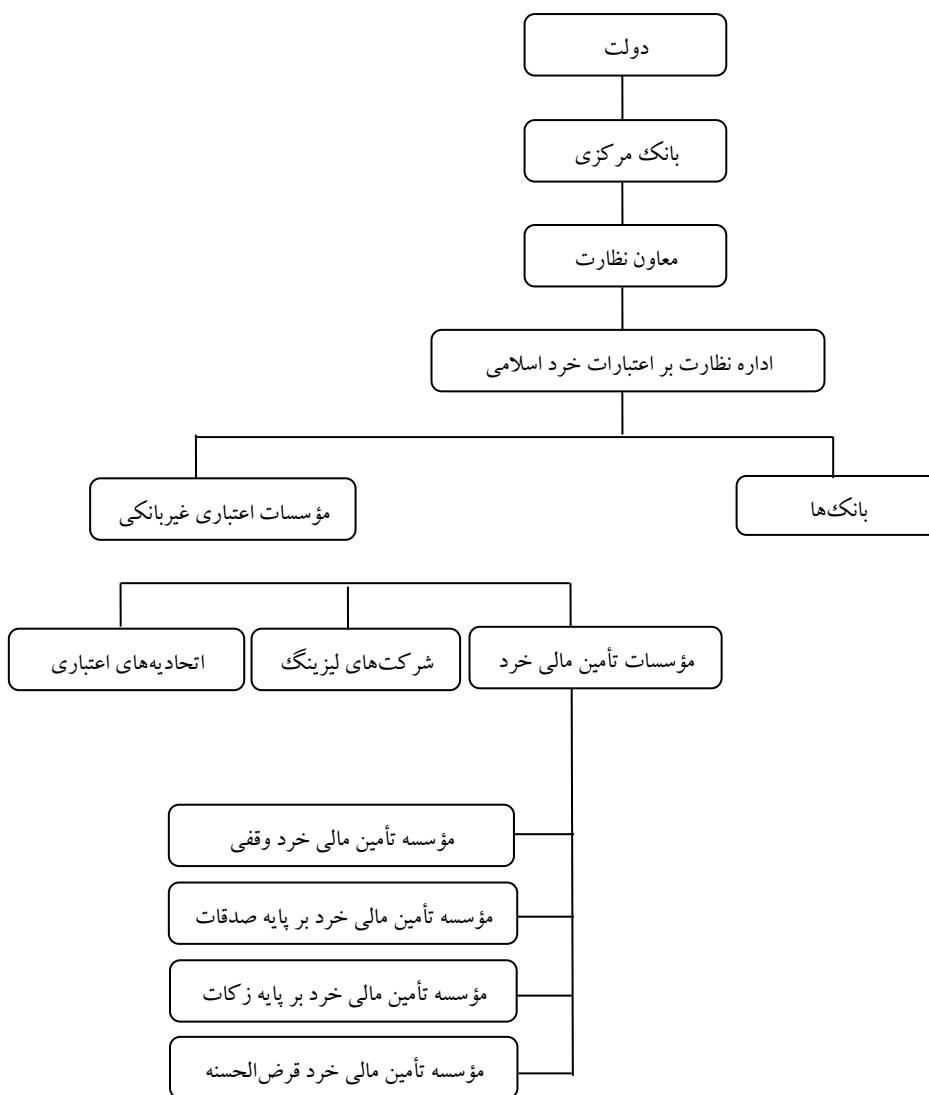 دولت
بانک مرکزی
معاون نظارت
اداره نظارت بر اعتبارات خرد اسلامی
بانک‌ها
مؤسسات اعتباری غیربانکی
مؤسسات تأمین مالی خرد
شرکت‌های لیزینگ
اتحادیه‌های اعتباری
مؤسسه تأمین مالی خرد وقفی
مؤسسه تأمین مالی خرد بر پایه صدقات
مؤسسه تأمین مالی خرد بر پایه زکات
مؤسسه تأمین مالی خرد قرض‌الحسنه